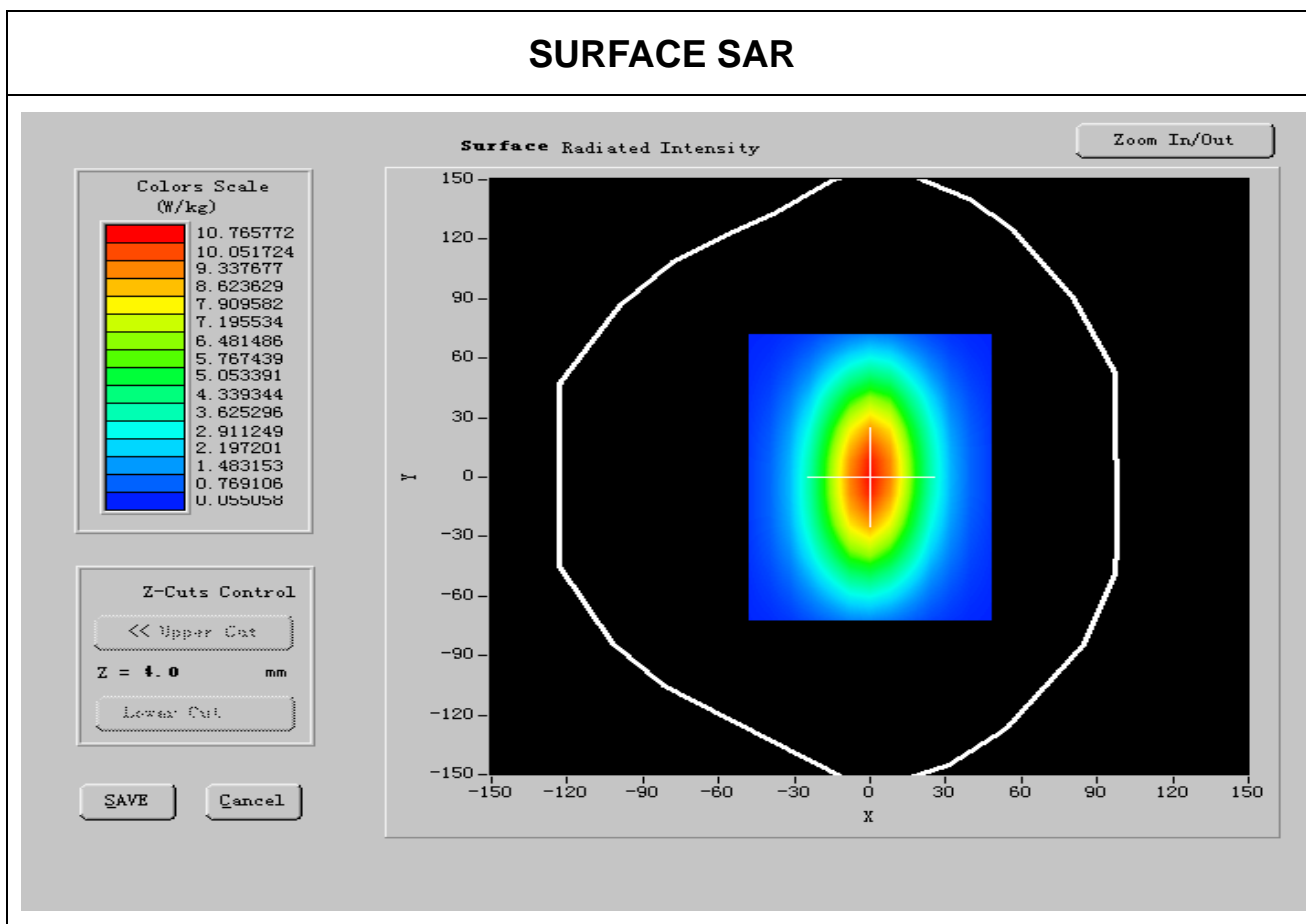 SURFACE SAR
Surface Radiated Intensity
Zoom In/Out
Colors Scale
(W/kg)
10.765772
10.051724
9.337677
8.623629
7.909582
7.195534
6.481486
5.767439
5.053391
4.339344
3.625296
2.911249
2.197201
1.483153
0.769106
0.055058
Z-Cuts Control
<< Upper Cut
Z = 4.0 mm
Lower Cut
SAVE Cancel
150
120
90
60
30
0
-30
-60
-90
-120
-150
Y
-150 -120 -90 -60 -30 0 30 60 90 120 150
X